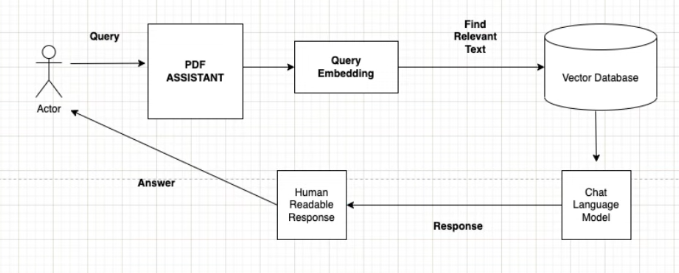 Query
Find
Relevant
Text
PDF
ASSISTANT
Query
Embedding
Vector Database
Actor
Answer
Human
Readable
Response
Response
Chat
Language
Model